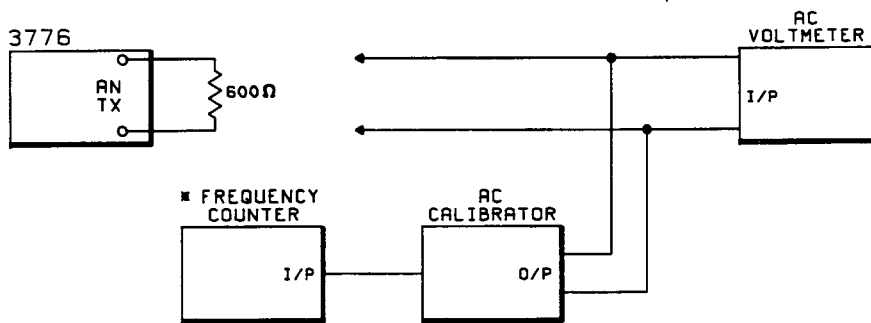 3776
AN
TX
600Ω
AC
VOLTMETER
I/P
* FREQUENCY
COUNTER
I/P
AC
CALIBRATOR
O/P